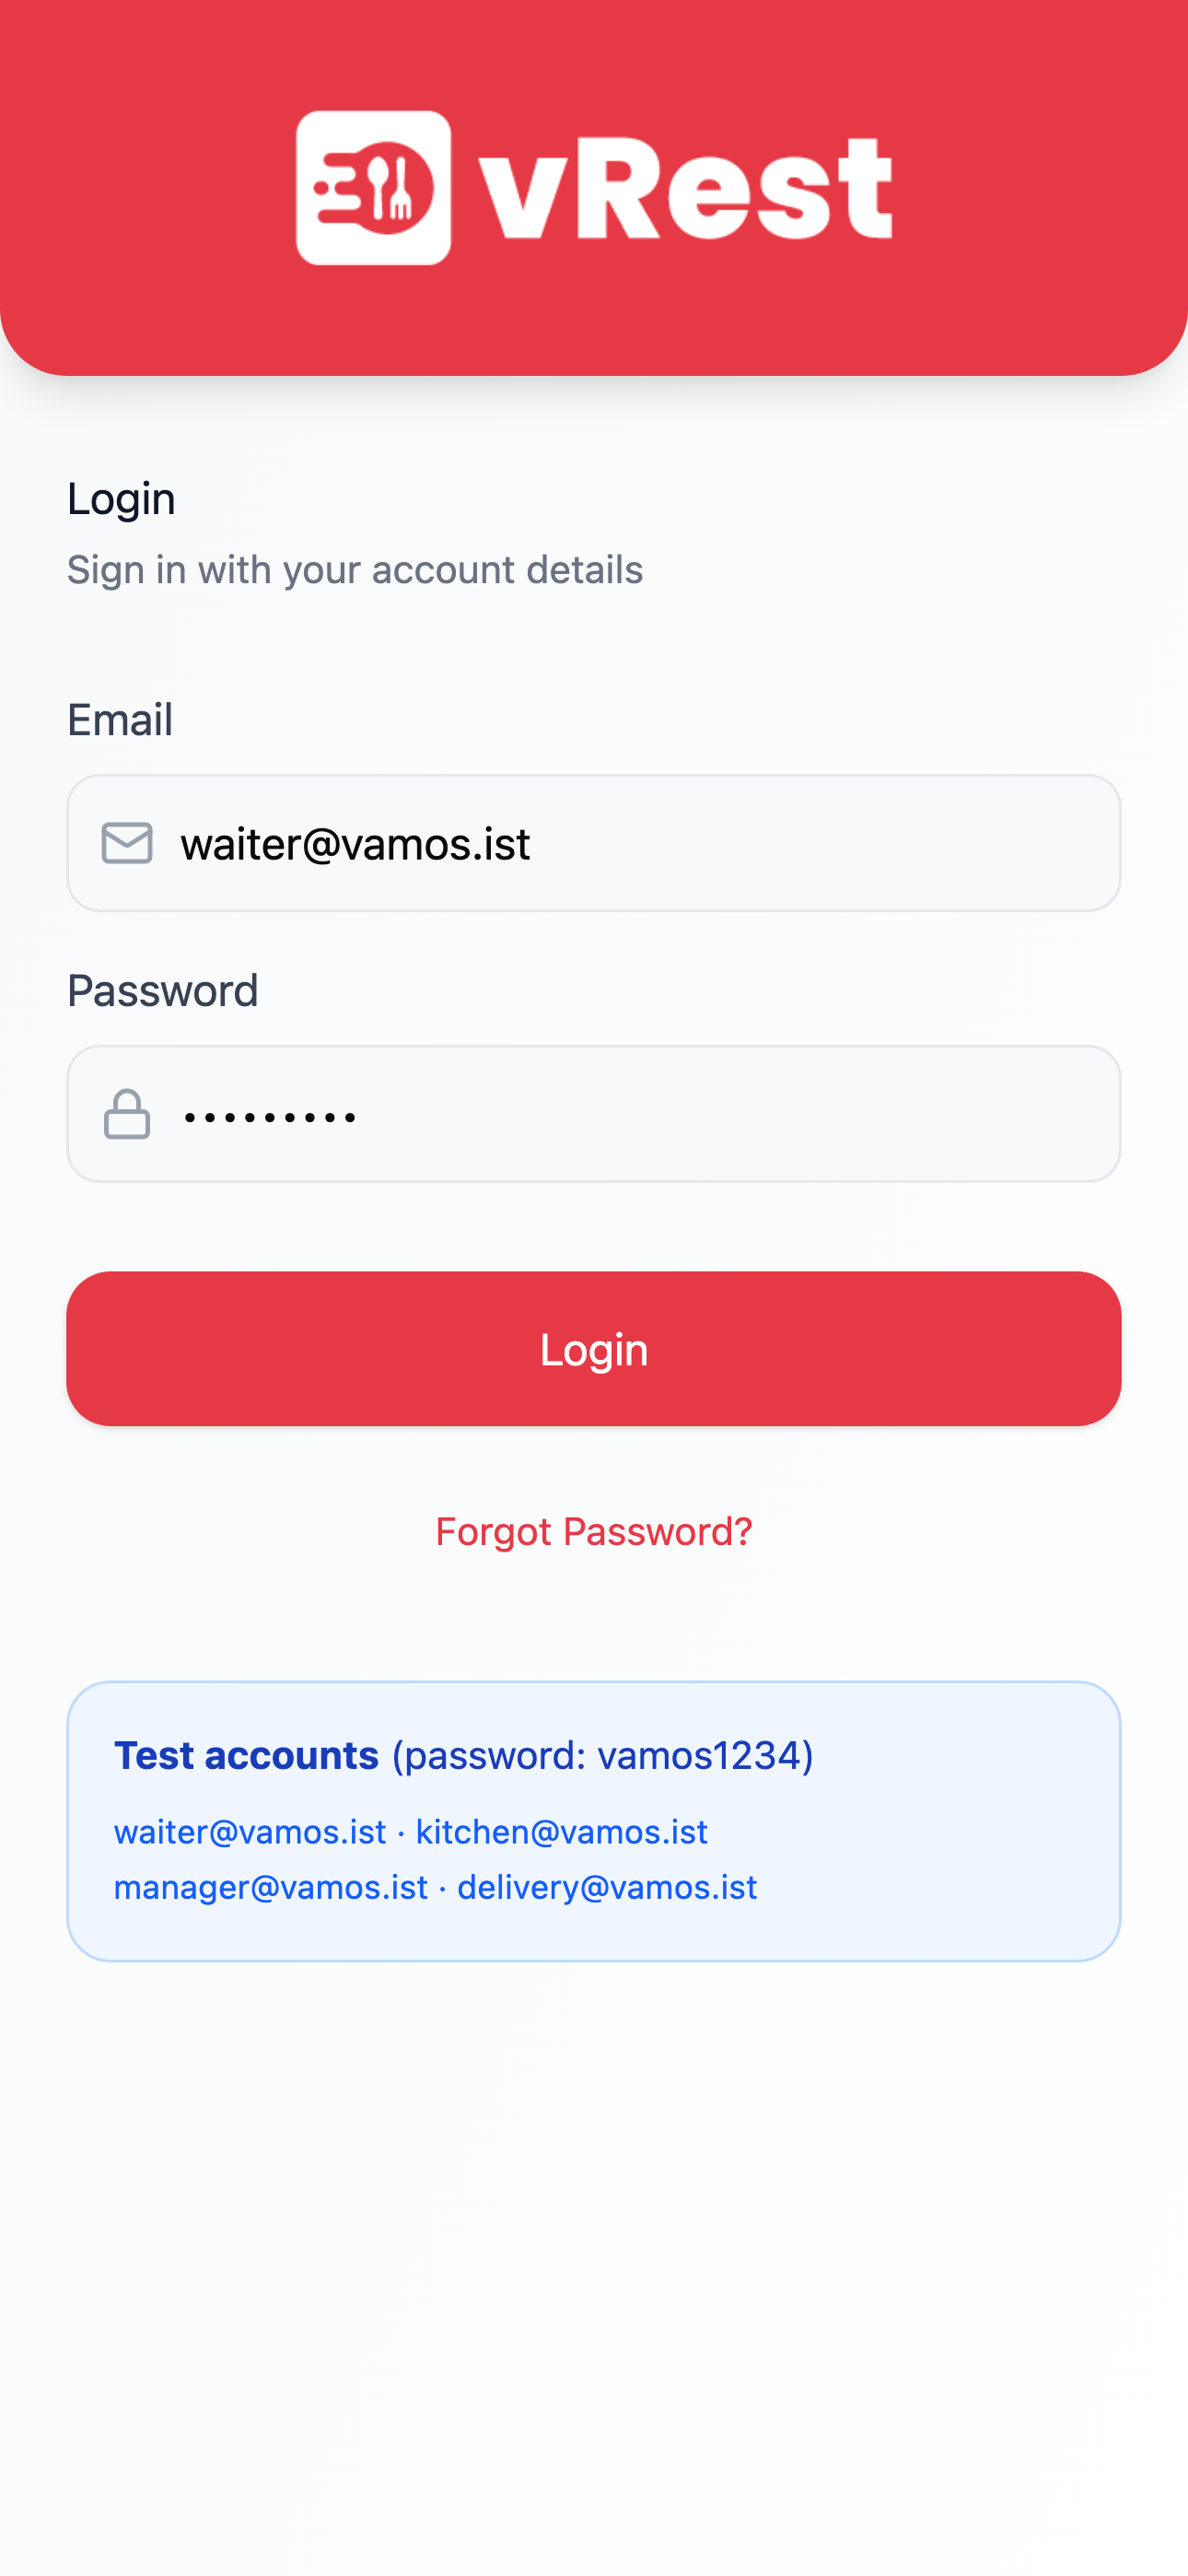 vRest
Login
Sign in with your account details
Email
waiter@vamos.ist
Password
•••••••••
Login
Forgot Password?
Test accounts (password: vamos1234)
waiter@vamos.ist · kitchen@vamos.ist
manager@vamos.ist · delivery@vamos.ist